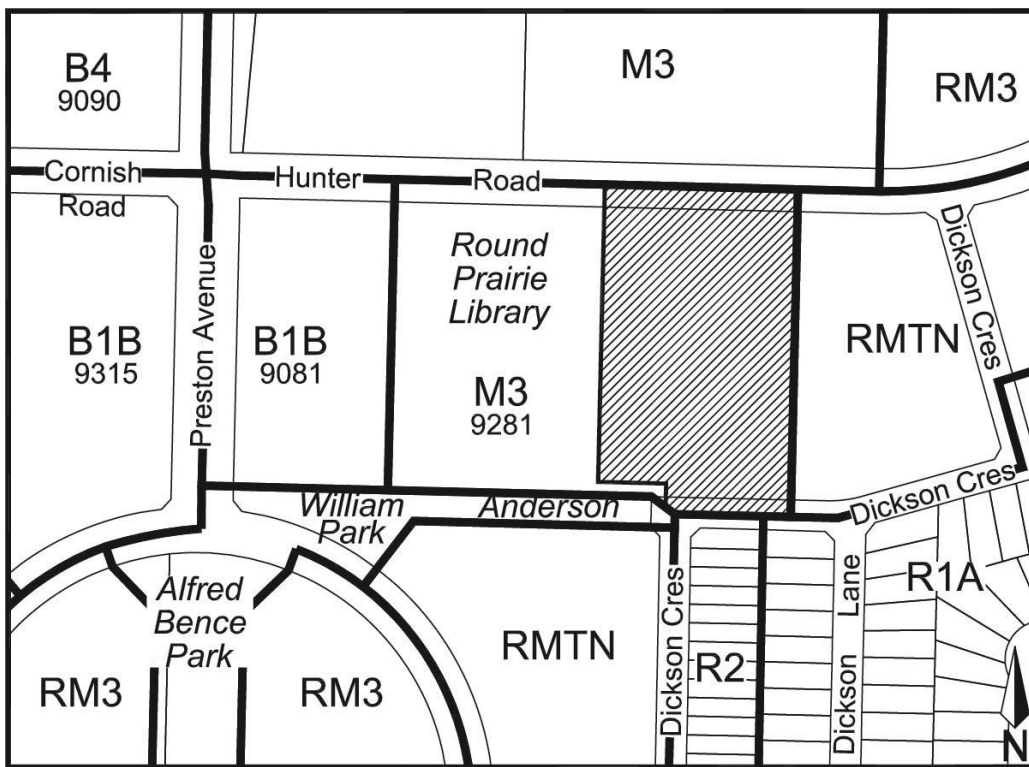 B4
9090
M3
RM3
Cornish
Road
Hunter
Road
Preston Avenue
B1B
9315
B1B
9081
Round
Prairie
Library
M3
9281
Dickson Cres
RMTN
William
Park
Anderson
Dickson Cres
Alfred
Bence
Park
RM3
RM3
RMTN
Dickson Cres
R2
Dickson Lane
R1A
N